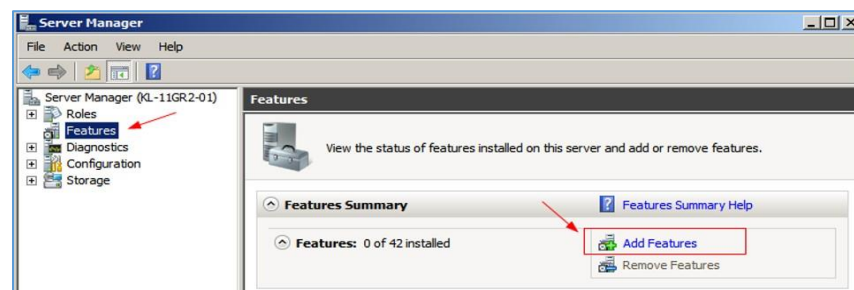 Server Manager
File Action View Help
Server Manager (KL-11GR2-01)
Roles
Features
Diagnostics
Configuration
Storage
Features
View the status of features installed on this server and add or remove features.
Features Summary
Features Summary Help
Features: 0 of 42 installed
Add Features
Remove Features